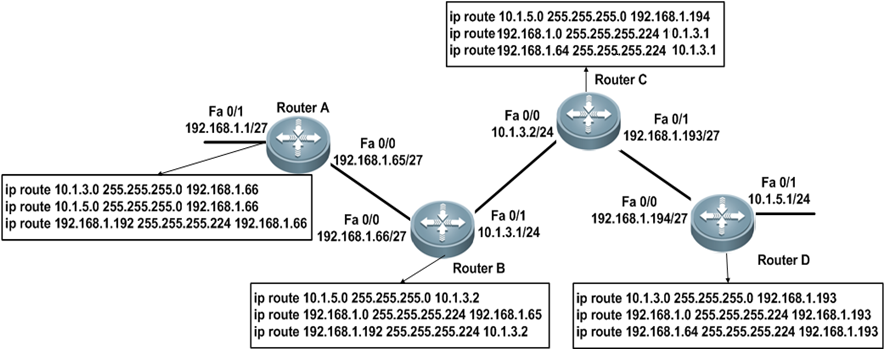 ip route 10.1.5.0 255.255.255.0 192.168.1.194
ip route192.168.1.0 255.255.255.224 1 0.1.3.1
ip route192.168.1.64 255.255.255.224 10.1.3.1
Router C
Fa 0/1
192.168.1.1/27
Router A
Fa 0/0
192.168.1.65/27
Fa 0/0
10.1.3.2/24
Fa 0/1
192.168.1.193/27
ip route 10.1.3.0 255.255.255.0 192.168.1.66
ip route 10.1.5.0 255.255.255.0 192.168.1.66
ip route 192.168.1.192 255.255.255.224 192.168.1.66
Fa 0/0
192.168.1.66/27
Fa 0/1
10.1.3.1/24
Router B
Fa 0/0
192.168.1.194/27
Fa 0/1
10.1.5.1/24
Router D
ip route 10.1.5.0 255.255.255.0 10.1.3.2
ip route 192.168.1.0 255.255.255.224 192.168.1.65
ip route 192.168.1.192 255.255.255.224 10.1.3.2
ip route 10.1.3.0 255.255.255.0 192.168.1.193
ip route 192.168.1.0 255.255.255.224 192.168.1.193
ip route 192.168.1.64 255.255.255.224 192.168.1.193